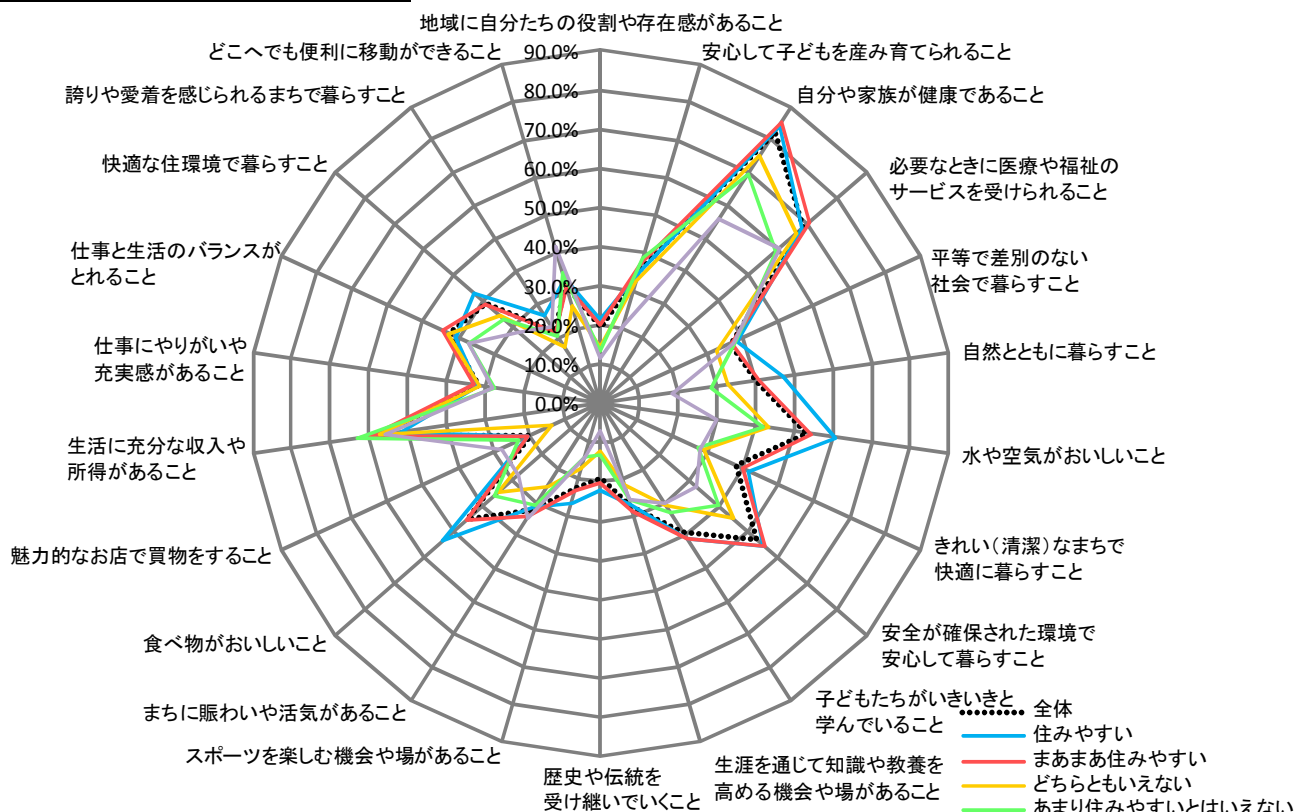 地域に自分たちの役割や存在感があること
安心して子どもを産み育てられること
自分や家族が健康であること
必要なときに医療や福祉の
サービスを受けられること
平等で差別のない
社会で暮らすこと
自然とともに暮らすこと
水や空気がおいしいこと
きれい（清潔）なまちで
快適に暮らすこと
安全が確保された環境で
安心して暮らすこと
子どもたちがいきいきと
学んでいること
生涯を通じて知識や教養を
高める機会や場があること
歴史や伝統を
受け継いでいくこと
スポーツを楽しむ機会や場があること
まちに賑わいや活気があること
食べ物がおいしいこと
魅力的なお店で買物をすること
生活に充分な収入や
所得があること
仕事にやりがいや
充実感があること
仕事と生活のバランスが
とれること
快適な住環境で暮らすこと
誇りや愛着を感じられるまちで暮らすこと
どこへでも便利に移動ができること
90.0%
80.0%
70.0%
60.0%
50.0%
40.0%
30.0%
20.0%
10.0%
0.0%
全体
住みやすい
まあまあ住みやすい
どちらともいえない
あまり住みやすいとはいえない